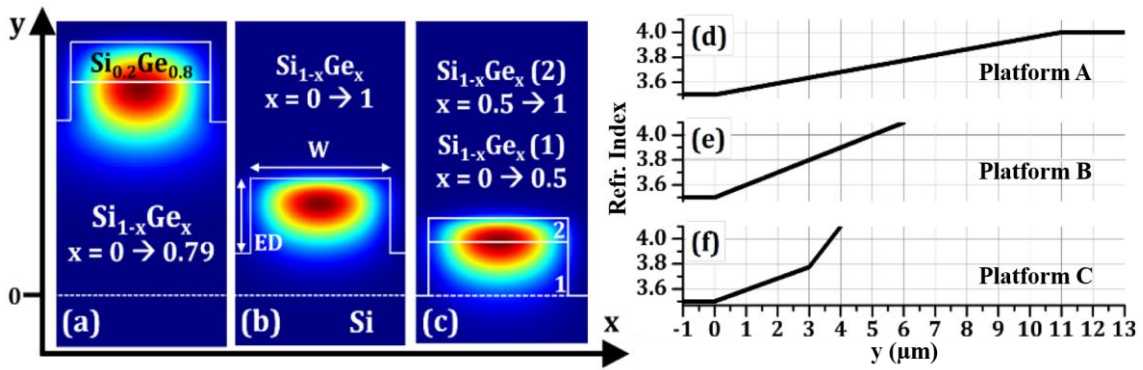 y
Si₀.₂Ge₀.₈
Si₁₋ₓGeₓ
x = 0 → 0.79
0
(a)
Si₁₋ₓGeₓ
x = 0 → 1
W
ED
(b)
Si
Si₁₋ₓGeₓ (2)
x = 0.5 → 1
Si₁₋ₓGeₓ (1)
x = 0 → 0.5
2
1
(c)
x
Refr. Index
4.0
3.8
3.6
(d)
Platform A
4.0
3.8
3.6
(e)
Platform B
4.0
3.8
3.6
(f)
Platform C
-1 0 1 2 3 4 5 6 7 8 9 10 11 12 13
y (μm)